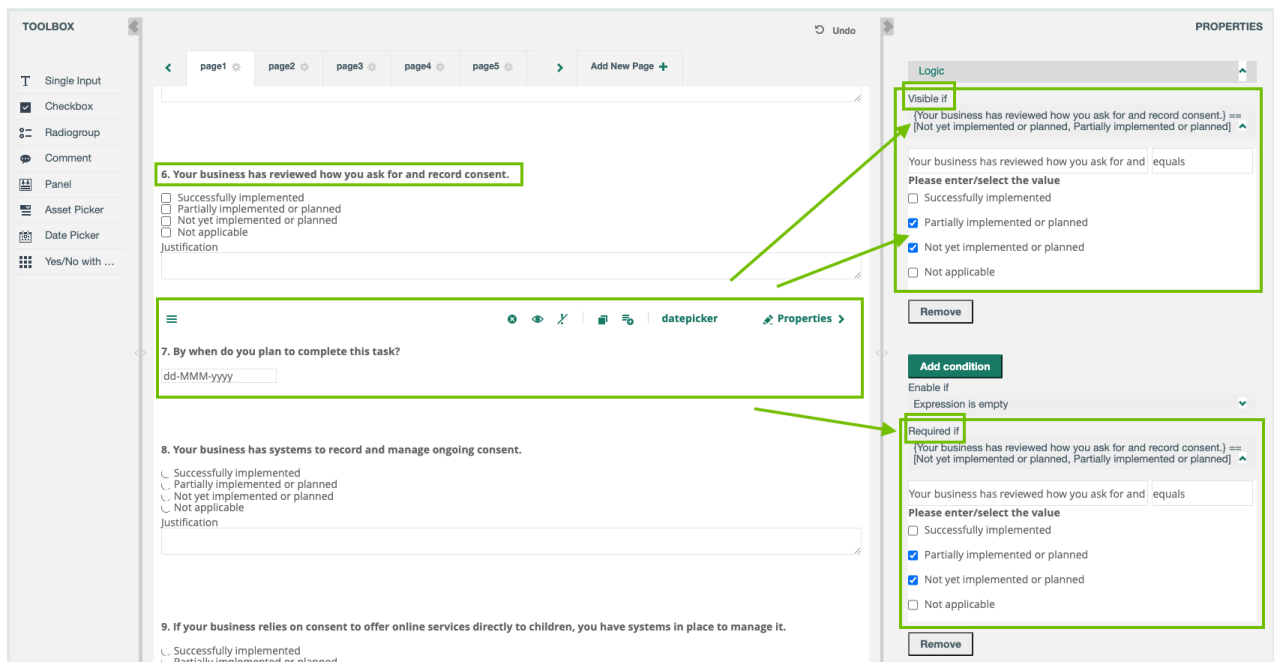 TOOLBOX
Single Input
Checkbox
Radiogroup
Comment
Panel
Asset Picker
Date Picker
Yes/No with ...
Undo
page1
page2
page3
page4
page5
Add New Page +
6. Your business has reviewed how you ask for and record consent.
Successfully implemented
Partially implemented or planned
Not yet implemented or planned
Not applicable
Justification
datepicker
Properties
7. By when do you plan to complete this task?
dd-MMM-yyyy
8. Your business has systems to record and manage ongoing consent.
Successfully implemented
Partially implemented or planned
Not yet implemented or planned
Not applicable
Justification
9. If your business relies on consent to offer online services directly to children, you have systems in place to manage it.
Successfully implemented
Partially implemented or planned
PROPERTIES
Logic
Visible if
{Your business has reviewed how you ask for and record consent.} ==
[Not yet implemented or planned, Partially implemented or planned]
Your business has reviewed how you ask for and equals
Please enter/select the value
Successfully implemented
Partially implemented or planned
Not yet implemented or planned
Not applicable
Remove
Add condition
Enable if
Expression is empty
Required if
{Your business has reviewed how you ask for and record consent.} ==
[Not yet implemented or planned, Partially implemented or planned]
Your business has reviewed how you ask for and equals
Please enter/select the value
Successfully implemented
Partially implemented or planned
Not yet implemented or planned
Not applicable
Remove